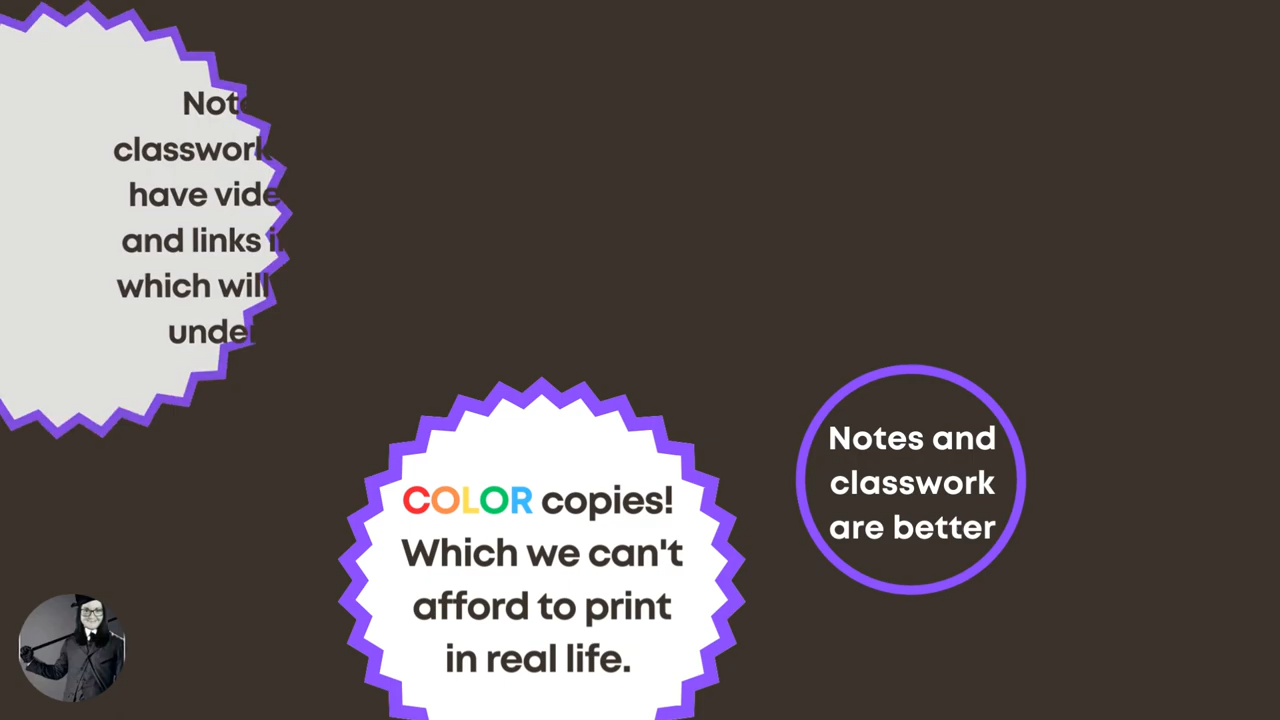 classwork
have
and links
which will
COLOR copies!
Which we can't
afford to print
in real life.
Notes and
classwork
are better